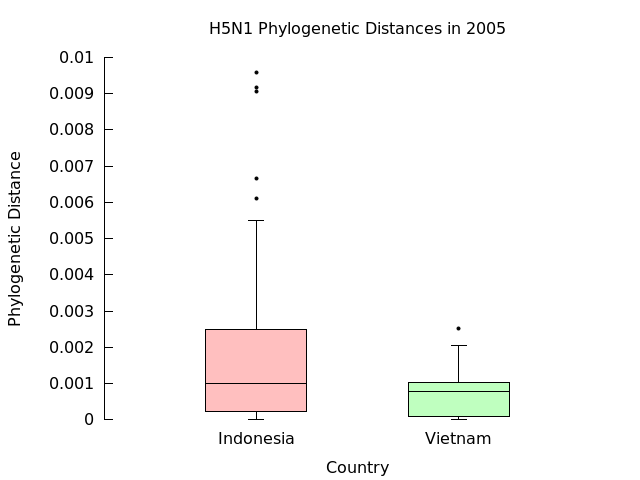 H5N1 Phylogenetic Distances in 2005
0.01
0.009
0.008
0.007
0.006
0.005
0.004
0.003
0.002
0.001
0
Phylogenetic Distance
Indonesia
Vietnam
Country